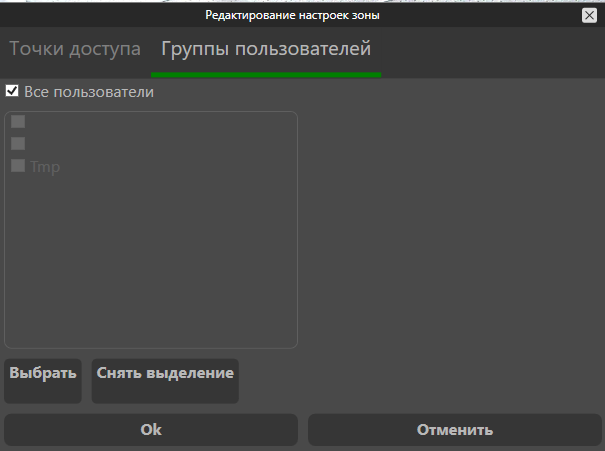 Редактирование настроек зоны
Точки доступа Группы пользователей
Все пользователи
Tmp
Выбрать Снять выделение
Ok Отменить